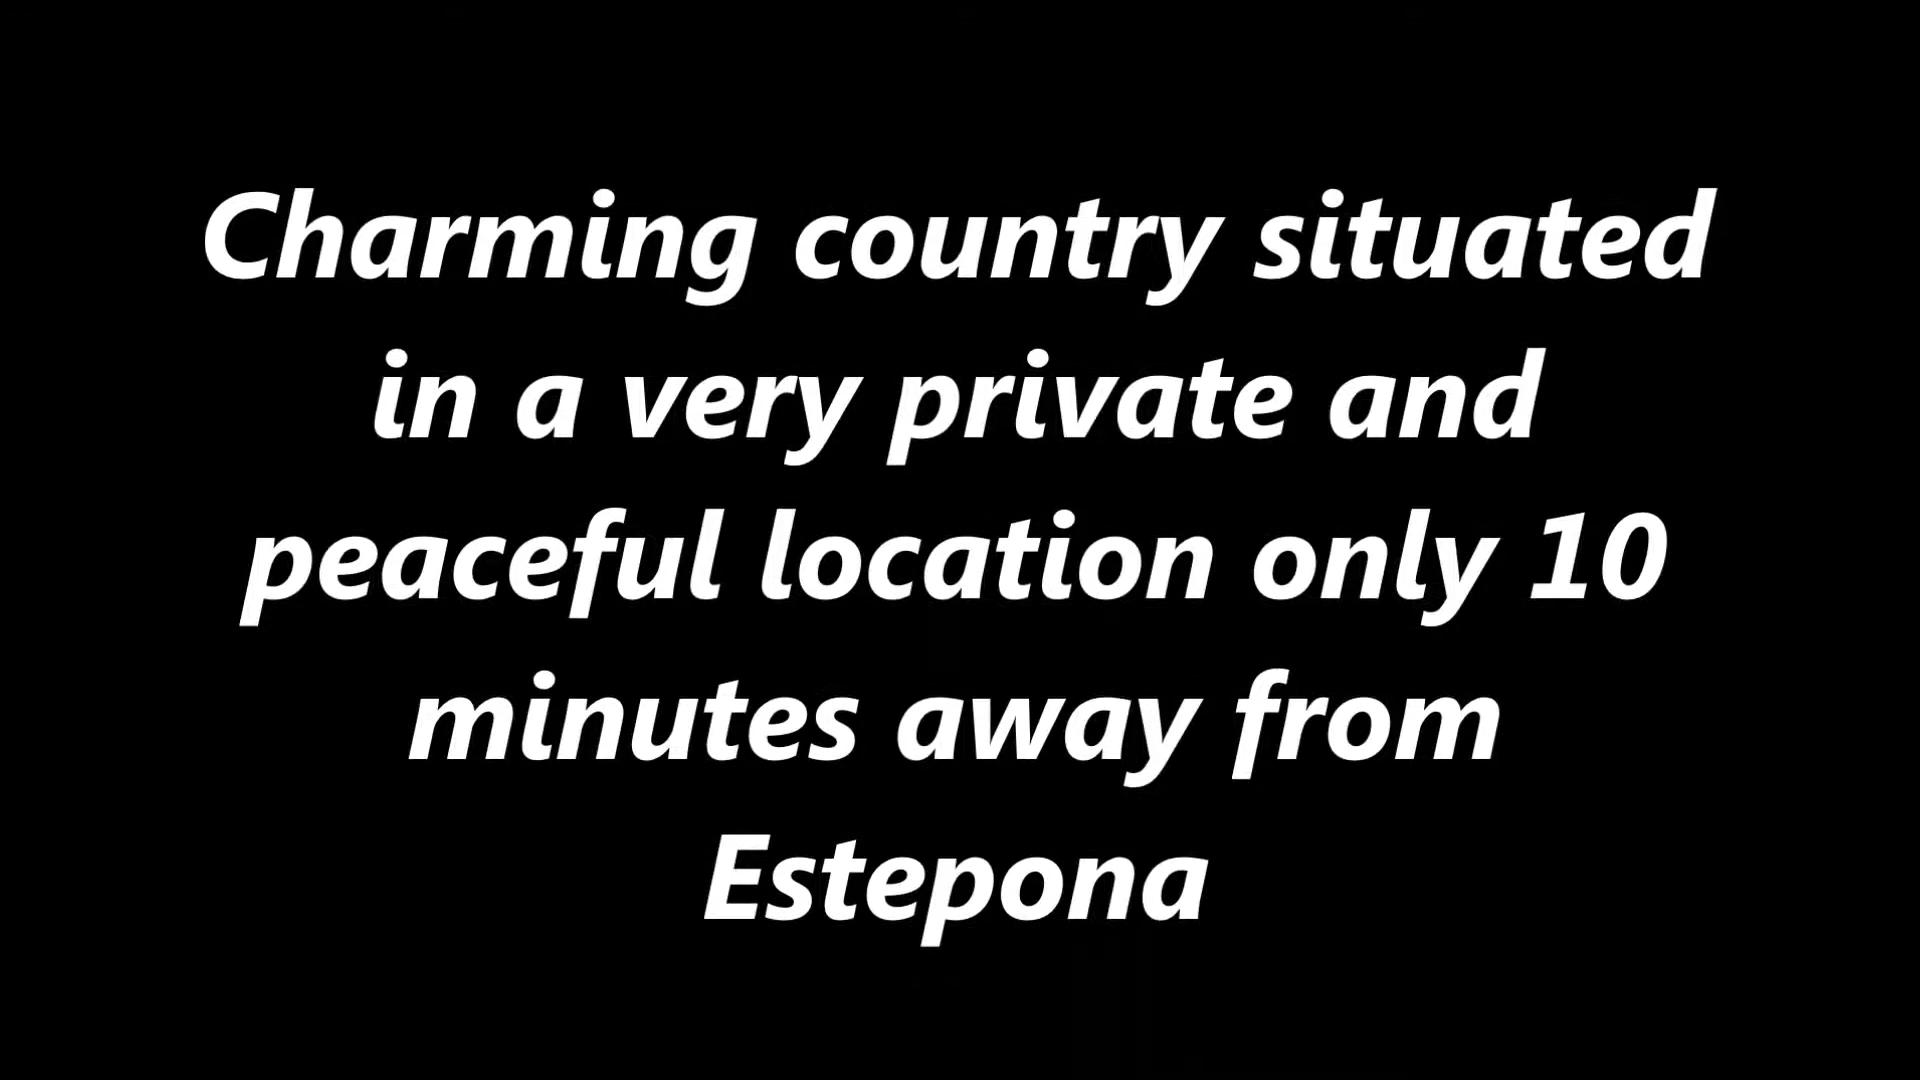 Charming country situated
in a very private and
peaceful location only 10
minutes away from
Estepona